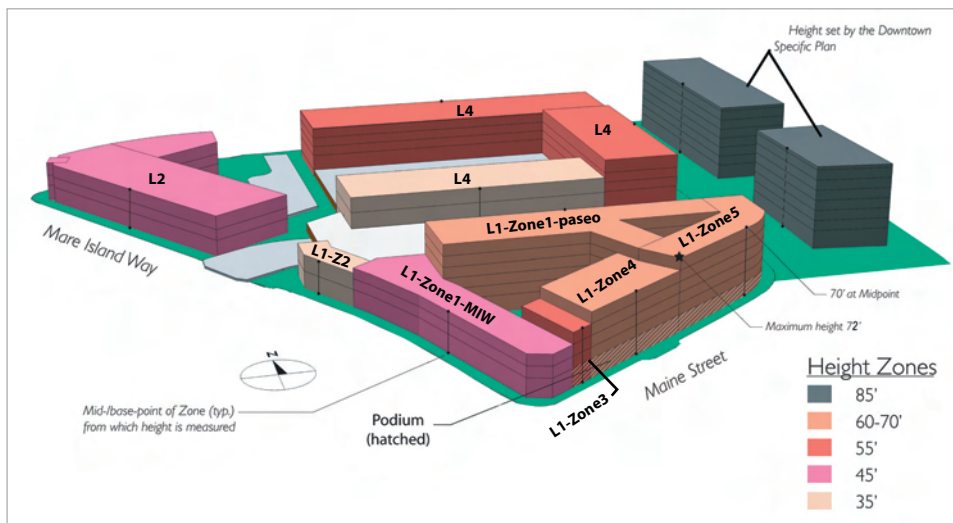 Height set by the Downtown
Specific Plan
L4
L4
L2
L4
L1-Zone1-paseo
L1-Zone5
Mare Island Way
L1-Z2
L1-Zone1-MIW
L1-Zone4
70' at Midpoint
Maximum height 72'
N
Maine Street
Height Zones
85'
60-70'
55'
45'
35'
Mid-/base-point of Zone (typ.)
from which height is measured
Podium
(hatched)
L1-Zone3